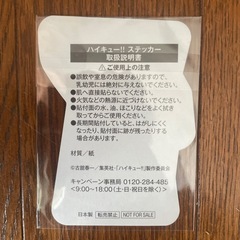 ハイキュー!! ステッカー
取扱説明書
⚠ご使用上の注意
●誤飲や窒息の危険がありますので、
乳幼児には絶対に与えないでください。
●肌へ直接貼らないでください。
●火気などの熱源に近づけないでください。
●貼付面の水、油、ほこりなどをよく拭き
取ってからご使用ください。
●長期間貼付していると、はがしにくく
なったり、貼付面に跡が残ったりする
場合があります。
材質／紙
©古舘春一／集英社・「ハイキュー!!」製作委員会
キャンペーン事務局 0120-284-485
<9:00～18:00(土・日・祝日を除く)>
日本製 転売禁止 NOT FOR SALE